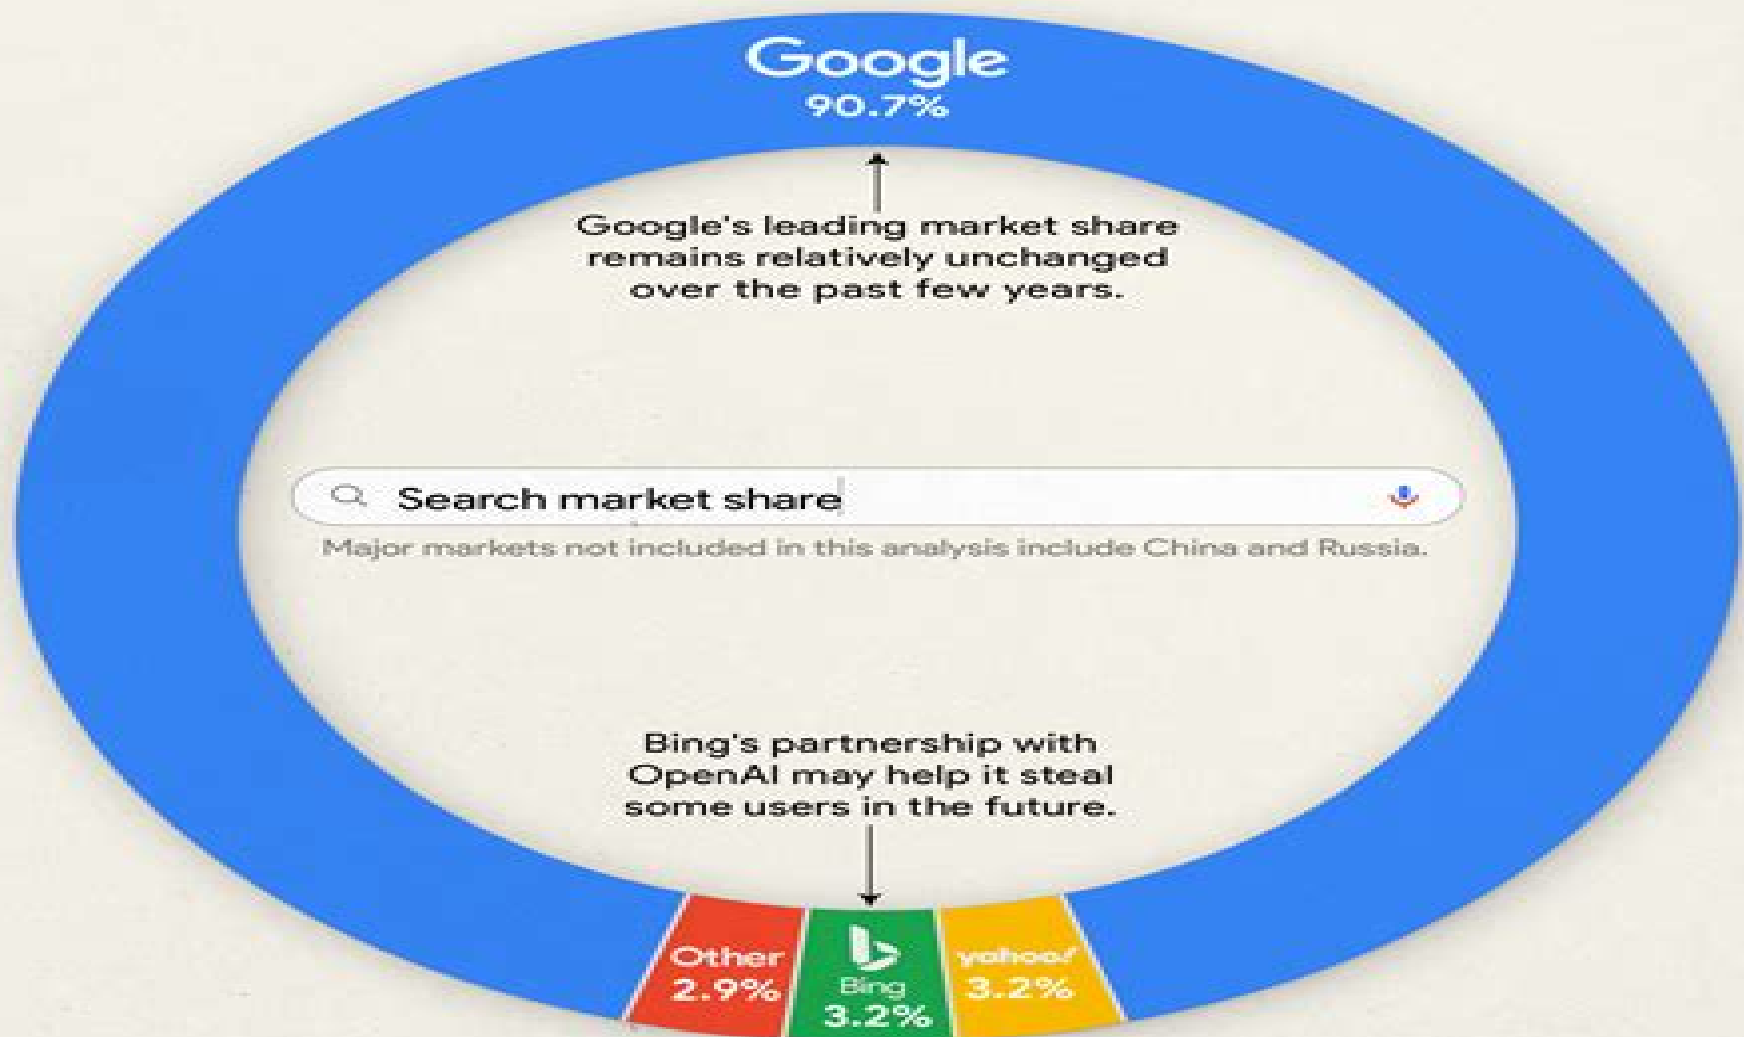 Google
90.7%
Google's leading market share
remains relatively unchanged
over the past few years.
Search market share
Major markets not included in this analysis include China and Russia.
Bing's partnership with
OpenAI may help it steal
some users in the future.
Other
2.9%
Bing
3.2%
yahoo!
3.2%